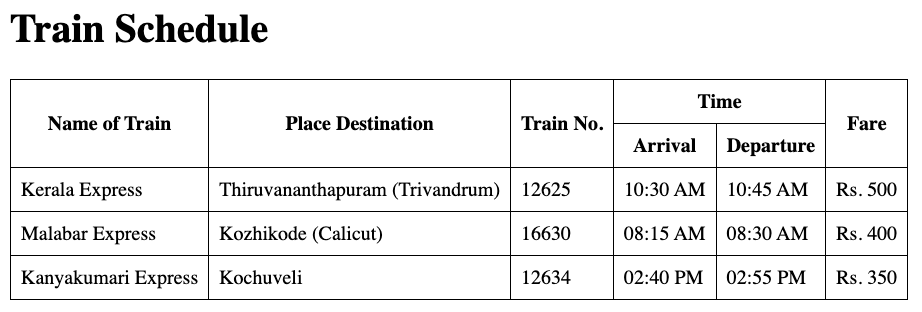 Train Schedule
Name of Train Place Destination Train No. Time Fare
Arrival Departure
Kerala Express Thiruvananthapuram (Trivandrum) 12625 10:30 AM 10:45 AM Rs. 500
Malabar Express Kozhikode (Calicut) 16630 08:15 AM 08:30 AM Rs. 400
Kanyakumari Express Kochuveli 12634 02:40 PM 02:55 PM Rs. 350